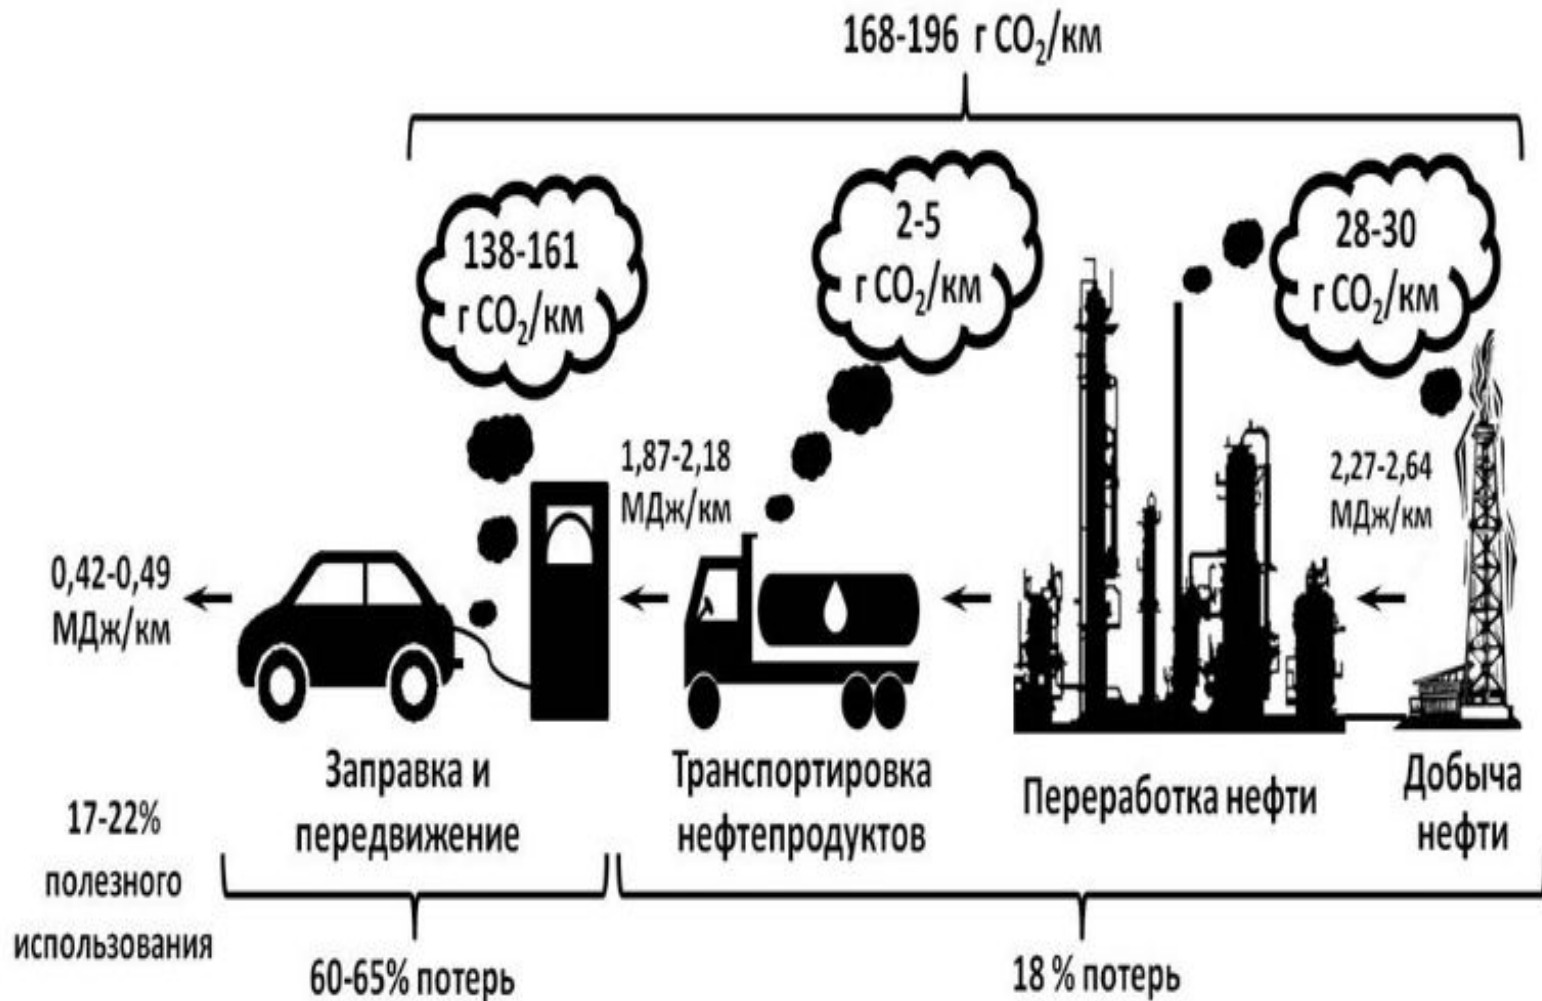 168-196 г CO₂/км
138-161
г CO₂/км
2-5
г CO₂/км
28-30
г CO₂/км
1,87-2,18
МДж/км
2,27-2,64
МДж/км
0,42-0,49
МДж/км
Заправка и
передвижение
Транспортировка
нефтепродуктов
Переработка нефти
Добыча
нефти
17-22%
полезного
использования
60-65% потерь
18 % потерь